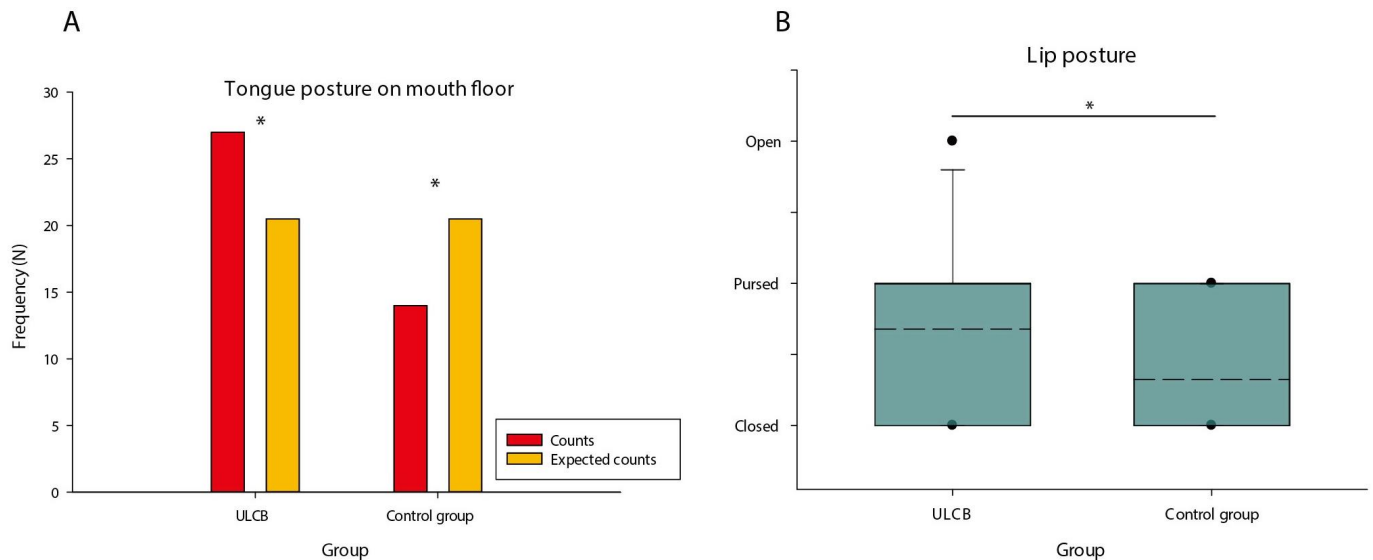 A
Tongue posture on mouth floor
*
*
30
25
20
15
10
5
0
Frequency (N)
Counts
Expected counts
ULCB
Control group
Group
B
Lip posture
*
Open
Pursed
Closed
ULCB
Control group
Group